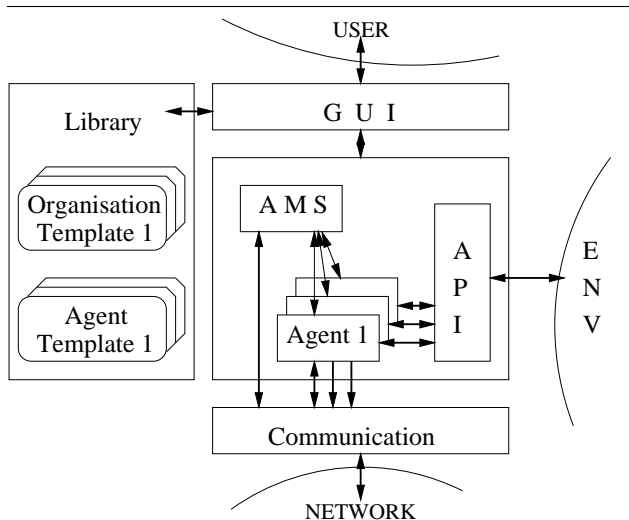 USER
G U I
Library
Organisation
Template 1
Agent
Template 1
A M S
Agent 1
A
P
I
E
N
V
Communication
NETWORK